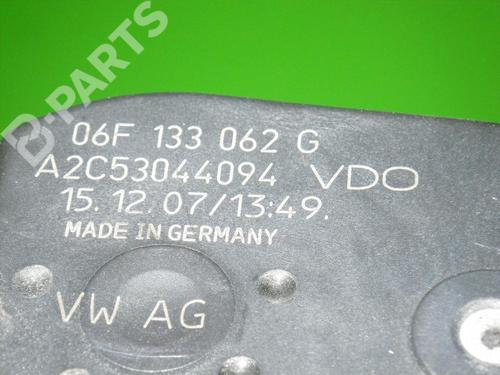 06F 133 062 G
A2C53044094 VDO
15.12.07/13:49.
MADE IN GERMANY
VW AG
B-PARTS